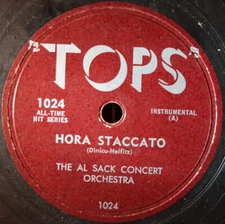 TOPS
1024
ALL-TIME
HIT SERIES
INSTRUMENTAL
(A)
HORA STACCATO
(Dinicu-Heifitz)
THE AL SACK CONCERT
ORCHESTRA
1024